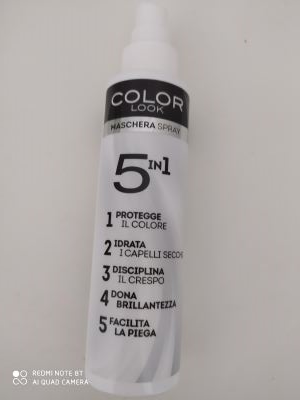 COLOR
LOOK
MASCHERA SPRAY
5 IN 1
1 PROTEGGE
IL COLORE
2 IDRATA
I CAPELLI SECCHI
3 DISCIPLINA
IL CRESPO
4 DONA
BRILLANTEZZA
5 FACILITA
LA PIEGA
REDMI NOTE 8T
AI QUAD CAMERA